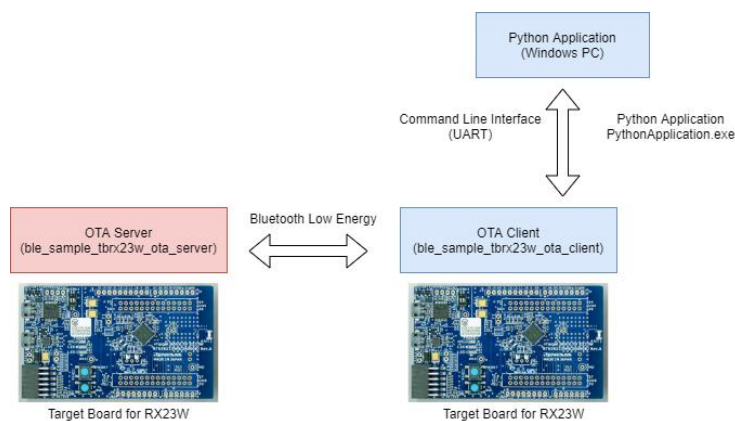 Python Application
(Windows PC)
Command Line Interface
(UART)
Python Application
PythonApplication.exe
OTA Server
(ble_sample_tbrx23w_ota_server)
Bluetooth Low Energy
OTA Client
(ble_sample_tbrx23w_ota_client)
Target Board for RX23W
Target Board for RX23W